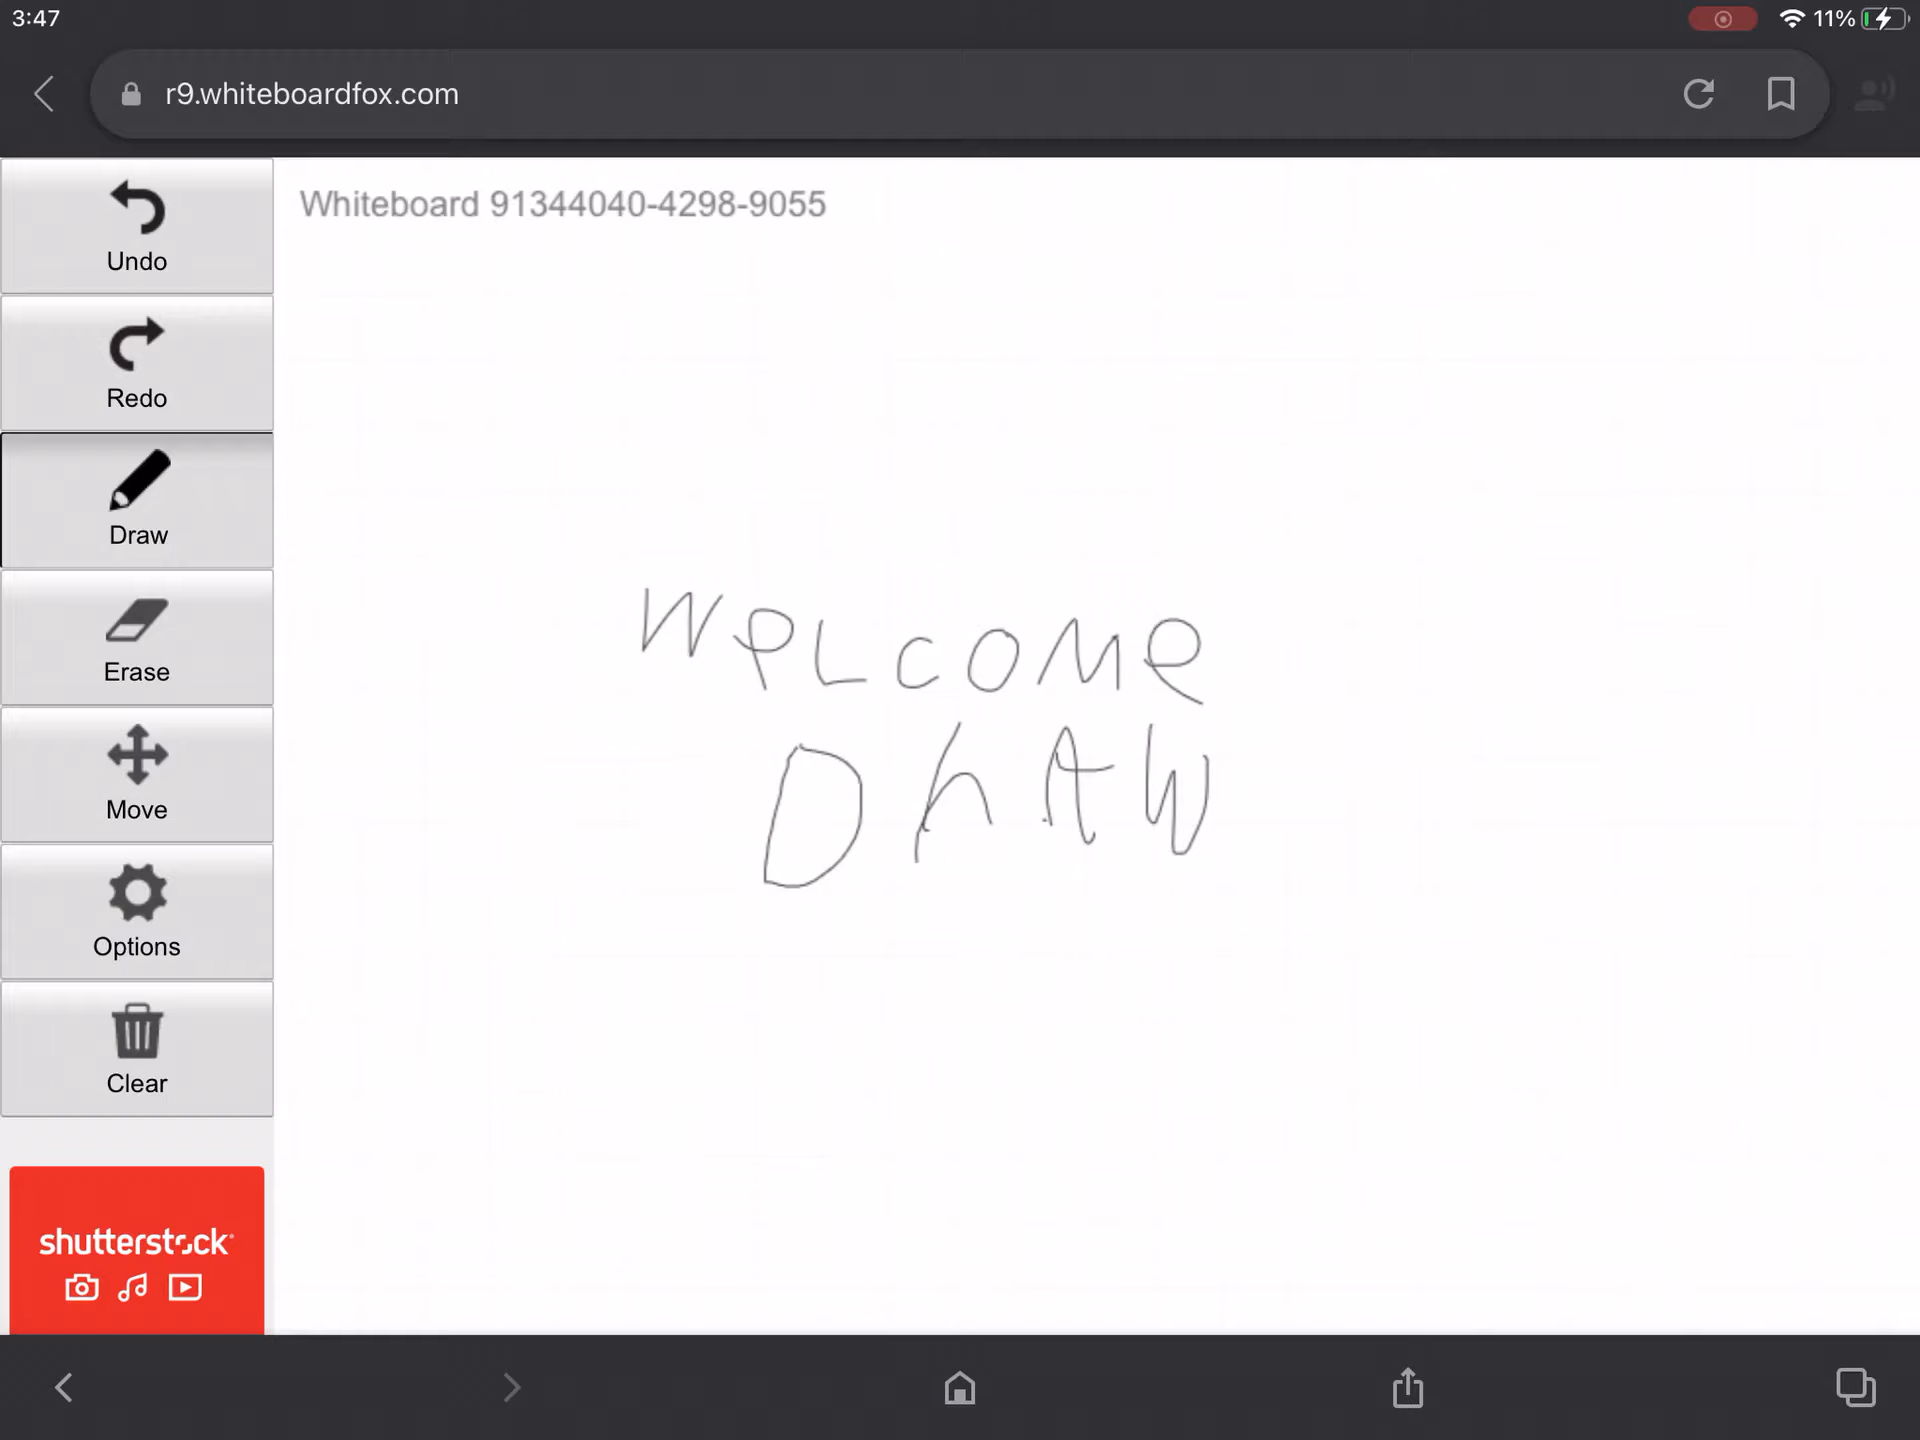 3:47
11%
r9.whiteboardfox.com
Whiteboard 91344040-4298-9055
Undo
Redo
Draw
Erase
Move
Options
Clear
WeLcOMe
DrAW
shutterstock